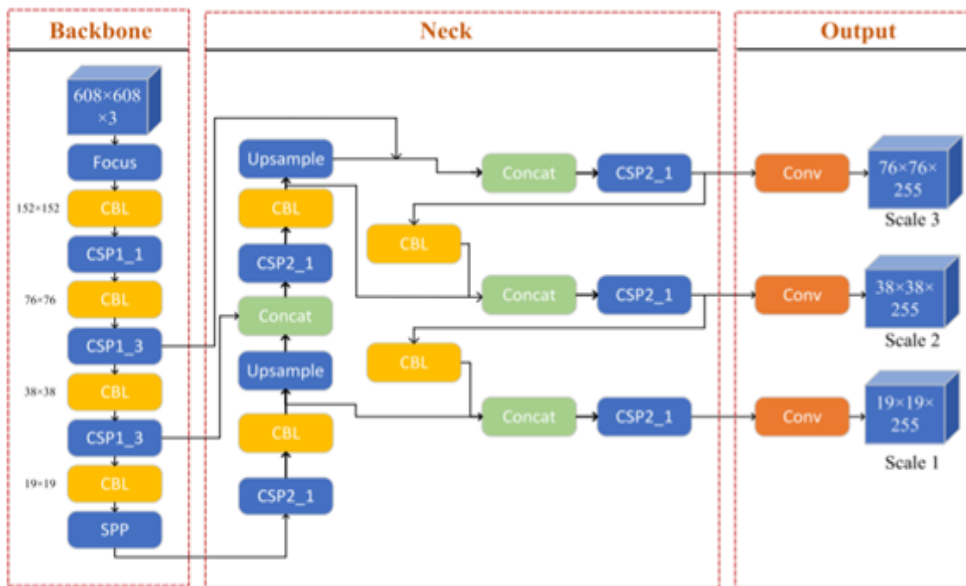 Backbone
608×608
×3
Focus
152×152
CBL
CSP1_1
76×76
CBL
CSP1_3
38×38
CBL
CSP1_3
19×19
CBL
SPP
Neck
Upsample
CBL
CSP2_1
Concat
Upsample
CBL
CSP2_1
Concat
CSP2_1
CBL
Concat
CSP2_1
CBL
Concat
CSP2_1
Output
Conv
76×76×
255
Scale 3
Conv
38×38×
255
Scale 2
Conv
19×19×
255
Scale 1